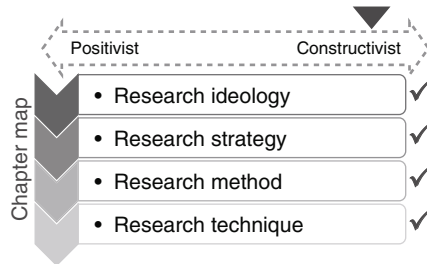 Positivist Constructivist
Chapter map
• Research ideology
• Research strategy
• Research method
• Research technique